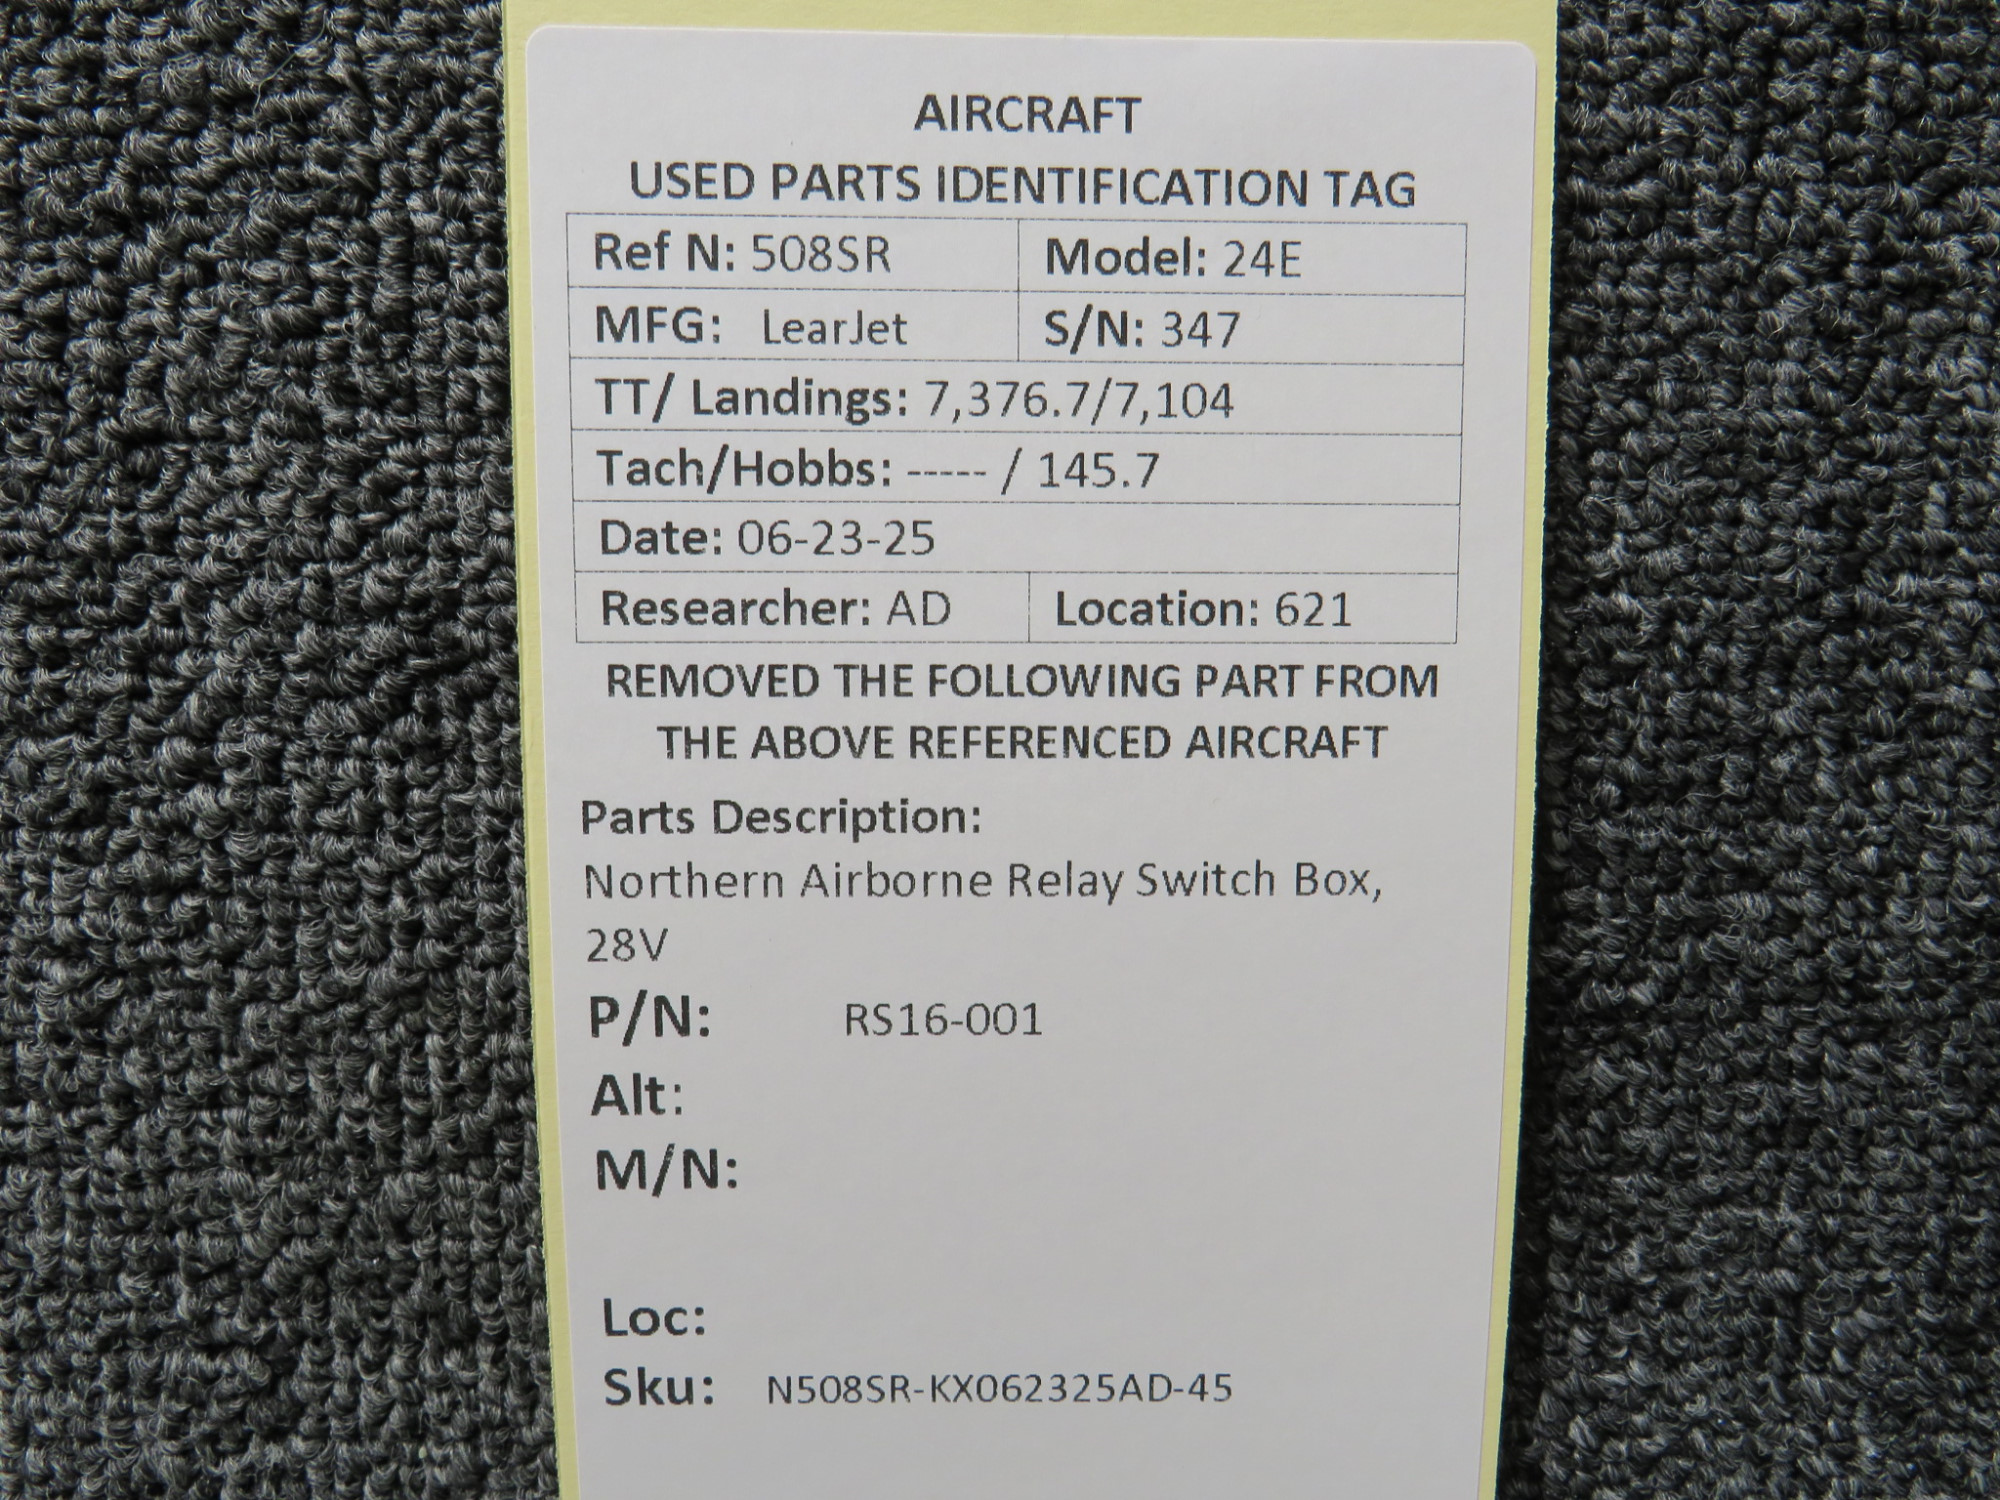 AIRCRAFT
USED PARTS IDENTIFICATION TAG
Ref N: 508SR Model: 24E
MFG: LearJet S/N: 347
TT/ Landings: 7,376.7/7,104
Tach/Hobbs: ----- / 145.7
Date: 06-23-25
Researcher: AD Location: 621
REMOVED THE FOLLOWING PART FROM
THE ABOVE REFERENCED AIRCRAFT
Parts Description:
Northern Airborne Relay Switch Box,
28V
P/N: RS16-001
Alt:
M/N:
Loc:
Sku: N508SR-KX062325AD-45